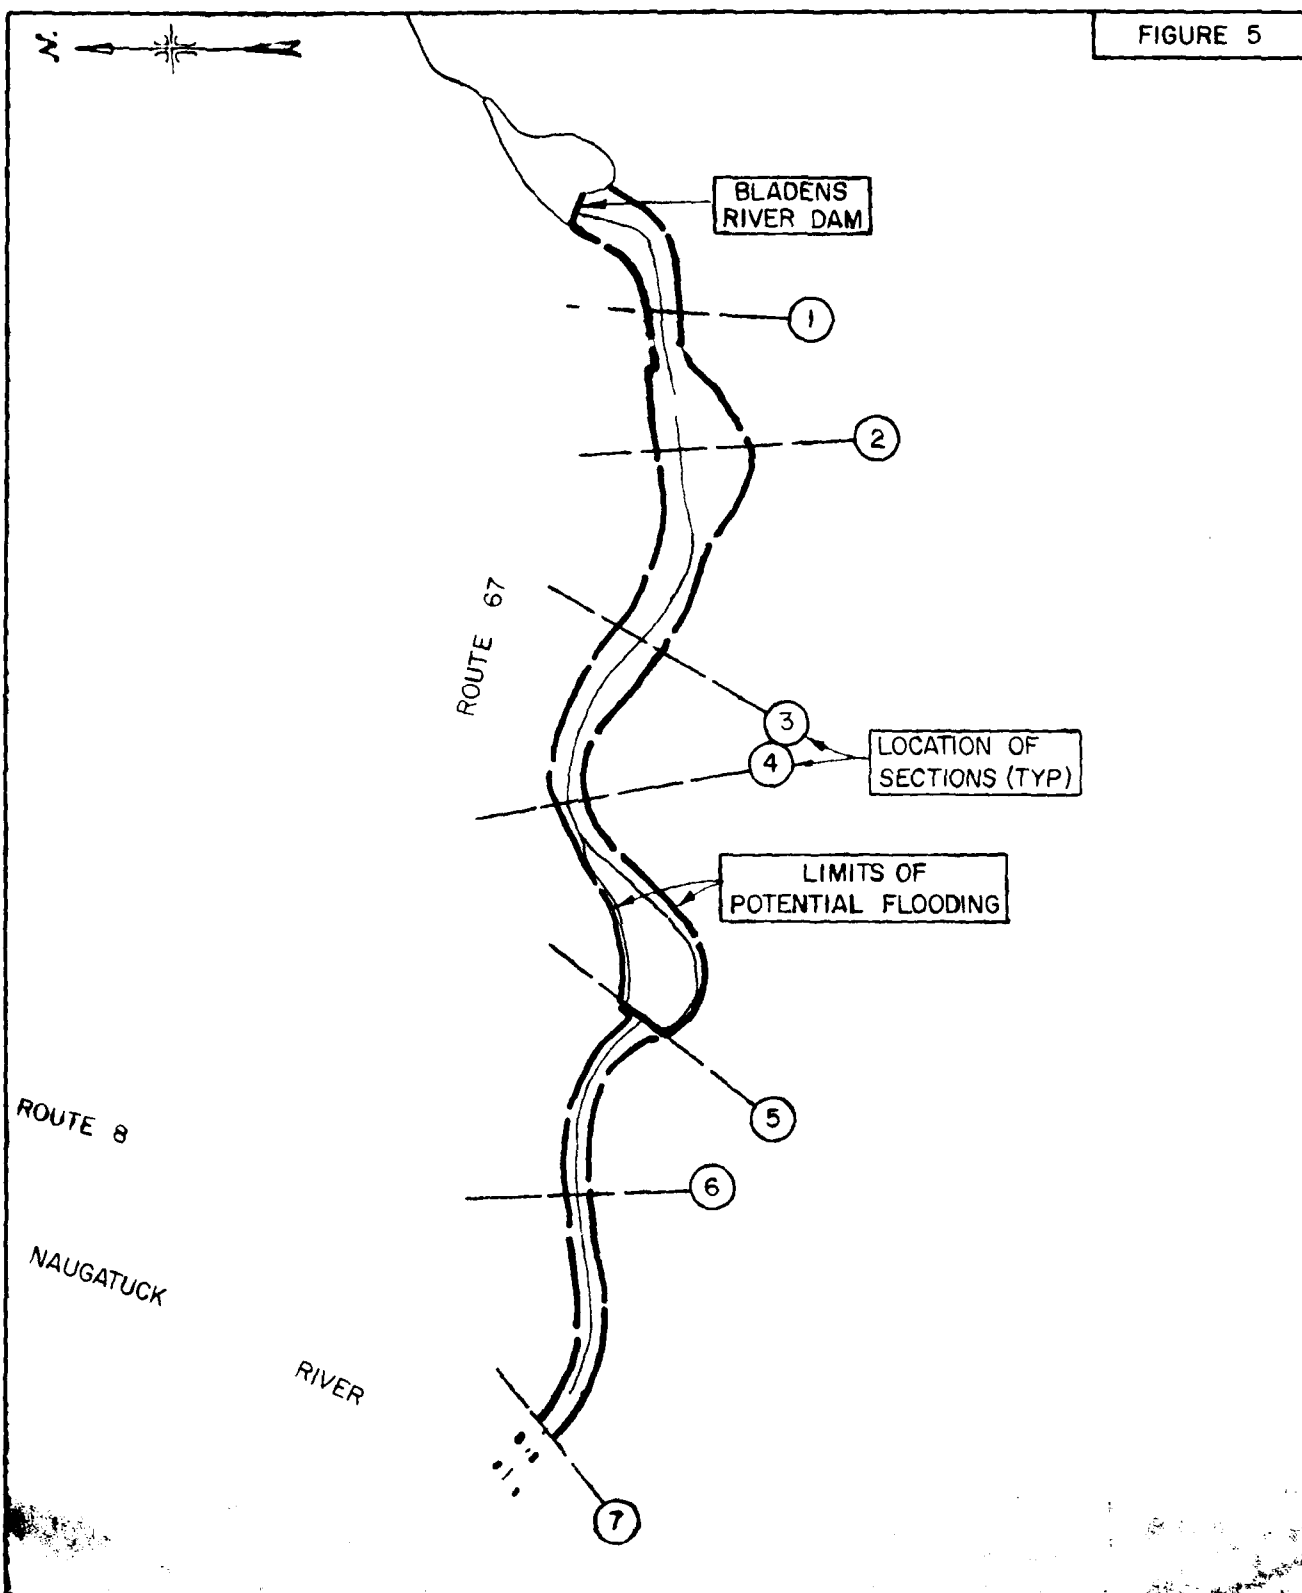 N.
FIGURE 5
BLADENS
RIVER DAM
1
2
ROUTE 67
3
4
LOCATION OF
SECTIONS (TYP)
LIMITS OF
POTENTIAL FLOODING
5
ROUTE 8
6
NAUGATUCK
RIVER
7